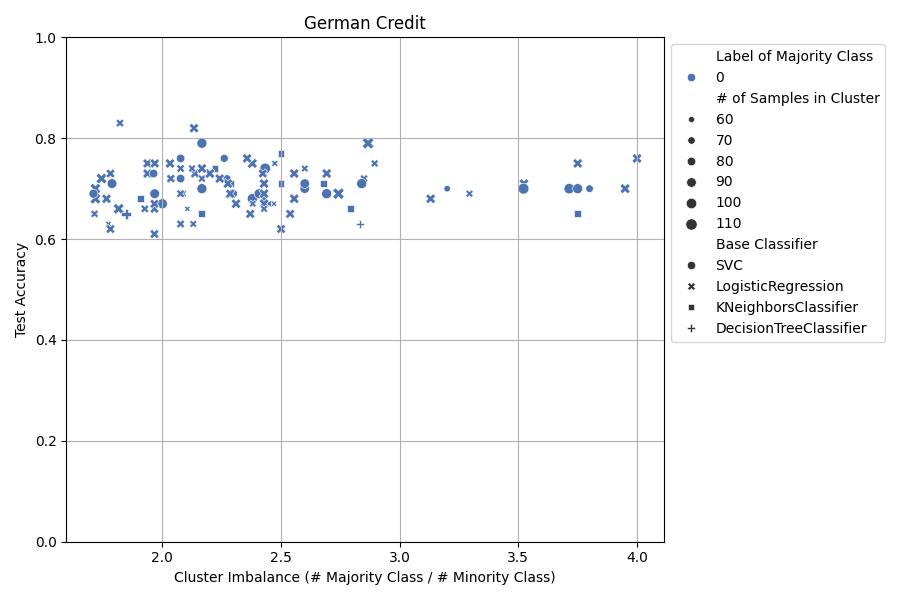 German Credit
1.0
0.8
0.6
0.4
0.2
0.0
Test Accuracy
2.0 2.5 3.0 3.5 4.0
Cluster Imbalance (# Majority Class / # Minority Class)
Label of Majority Class
0
# of Samples in Cluster
60
70
80
90
100
110
Base Classifier
SVC
LogisticRegression
KNeighborsClassifier
DecisionTreeClassifier